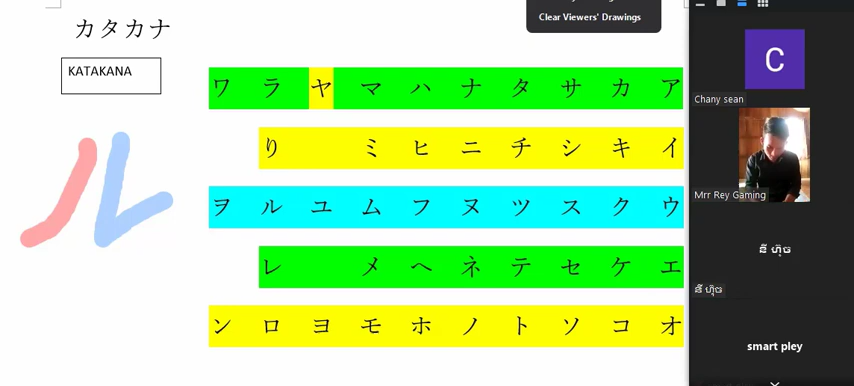 カタカナ
KATAKANA
Clear Viewers' Drawings
ワ ラ ヤ マ ハ ナ タ サ カ ア
り ミ ヒ ニ チ シ キ イ
ヲ ル ユ ム フ ヌ ツ ス ク ウ
レ メ ヘ ネ テ セ ケ エ
ン ロ ヨ モ ホ ノ ト ソ コ オ
ル
C
Chany sean
Mrr Rey Gaming
នី ហ៊ុច
នី ហ៊ុច
smart pley